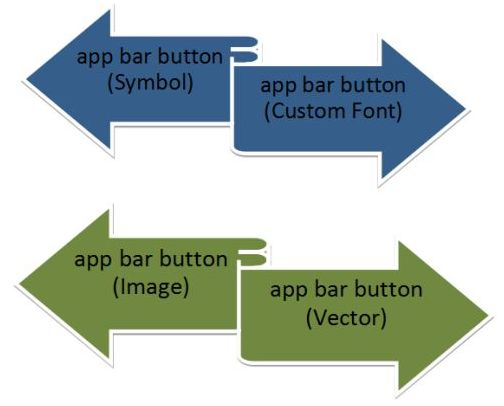 app bar button
(Symbol)
app bar button
(Custom Font)
app bar button
(Image)
app bar button
(Vector)